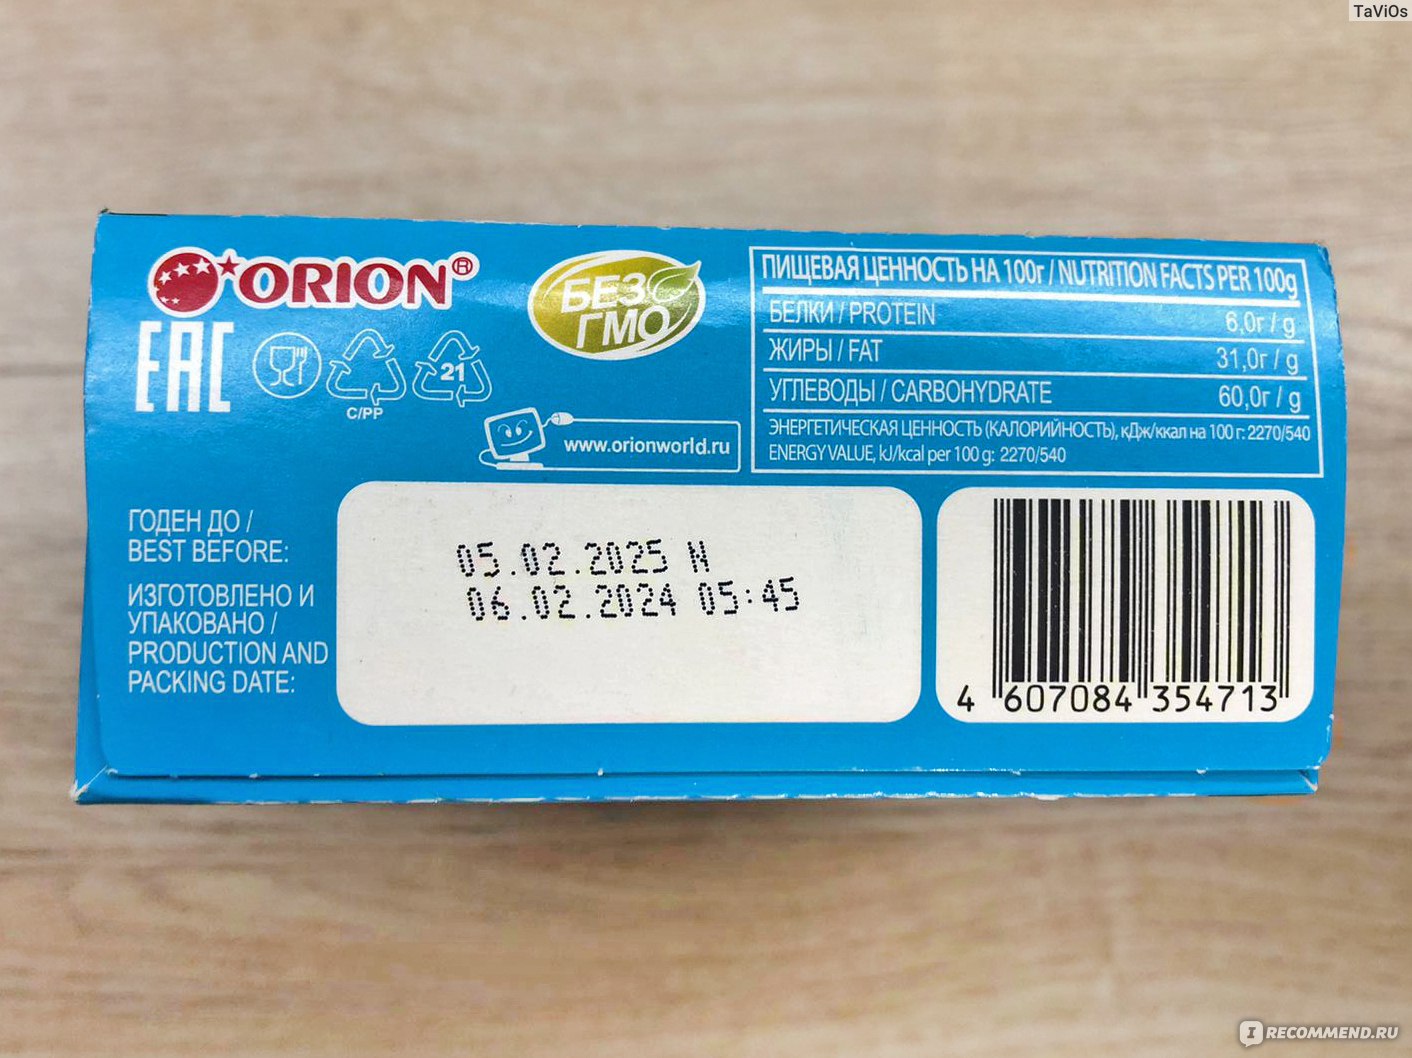 TaViOs
ORION®
БЕЗ
ГМО
EAC
C/PP
21
www.orionworld.ru
ПИЩЕВАЯ ЦЕННОСТЬ НА 100г / NUTRITION FACTS PER 100g
БЕЛКИ / PROTEIN 6,0г / g
ЖИРЫ / FAT 31,0г / g
УГЛЕВОДЫ / CARBOHYDRATE 60,0г / g
ЭНЕРГЕТИЧЕСКАЯ ЦЕННОСТЬ (КАЛОРИЙНОСТЬ), кДж/ккал на 100 г: 2270/540
ENERGY VALUE, kJ/kcal per 100 g: 2270/540
ГОДЕН ДО /
BEST BEFORE:
ИЗГОТОВЛЕНО И
УПАКОВАНО /
PRODUCTION AND
PACKING DATE:
05.02.2025 N
06.02.2024 05:45
4 607084 354713
IRECOMMEND.RU